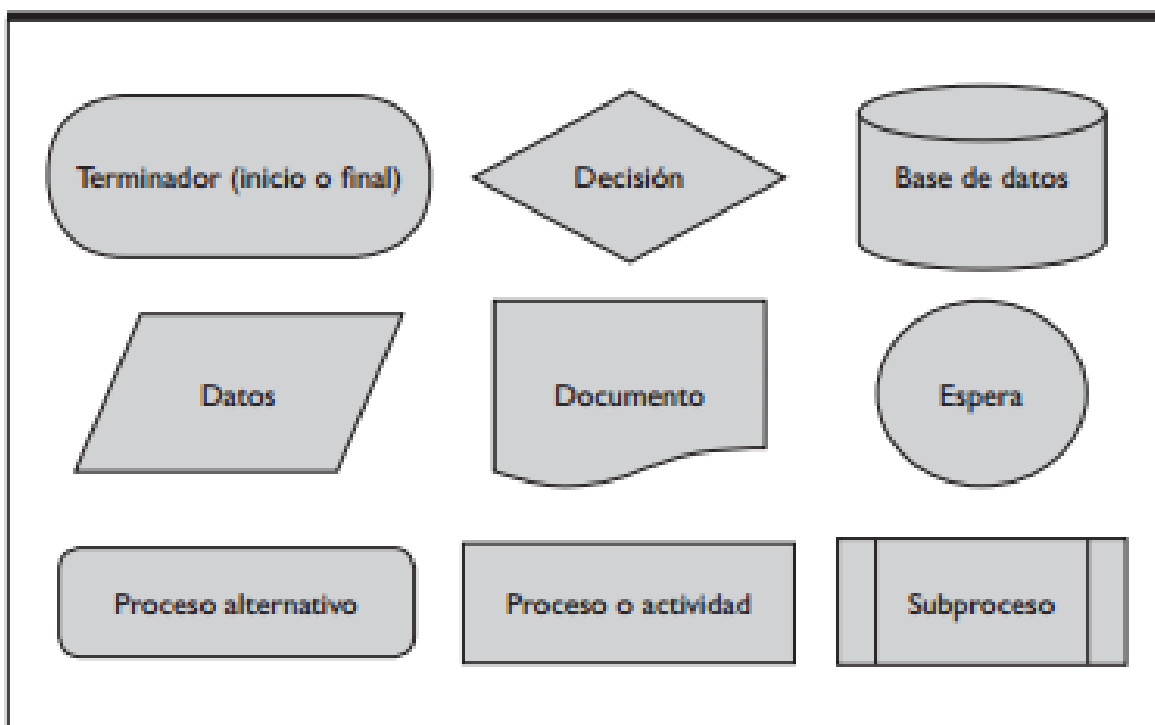 Terminador (inicio o final)
Decisión
Base de datos
Datos
Documento
Espera
Proceso alternativo
Proceso o actividad
Subproceso